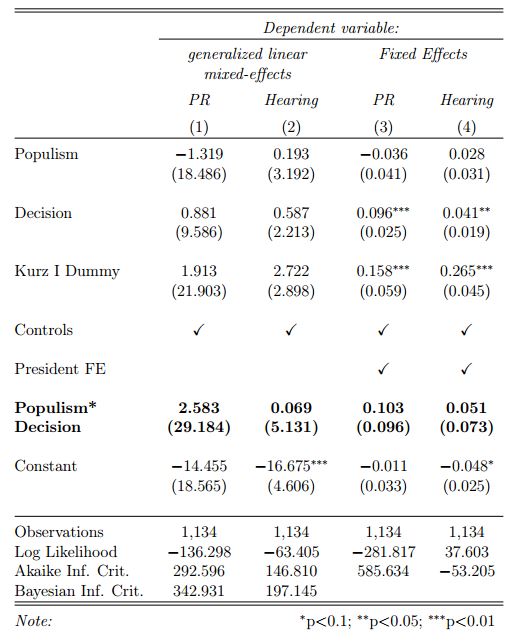 Dependent variable:
generalized linear Fixed Effects
mixed-effects
PR Hearing PR Hearing
(1) (2) (3) (4)
Populism −1.319 0.193 −0.036 0.028
(18.486) (3.192) (0.041) (0.031)
Decision 0.881 0.587 0.096*** 0.041**
(9.586) (2.213) (0.025) (0.019)
Kurz I Dummy 1.913 2.722 0.158*** 0.265***
(21.903) (2.898) (0.059) (0.045)
Controls ✓ ✓ ✓ ✓
President FE ✓ ✓
Populism* 2.583 0.069 0.103 0.051
Decision (29.184) (5.131) (0.096) (0.073)
Constant −14.455 −16.675*** −0.011 −0.048*
(18.565) (4.606) (0.033) (0.025)
Observations 1,134 1,134 1,134 1,134
Log Likelihood −136.298 −63.405 −281.817 37.603
Akaike Inf. Crit. 292.596 146.810 585.634 −53.205
Bayesian Inf. Crit. 342.931 197.145
Note: *p<0.1; **p<0.05; ***p<0.01